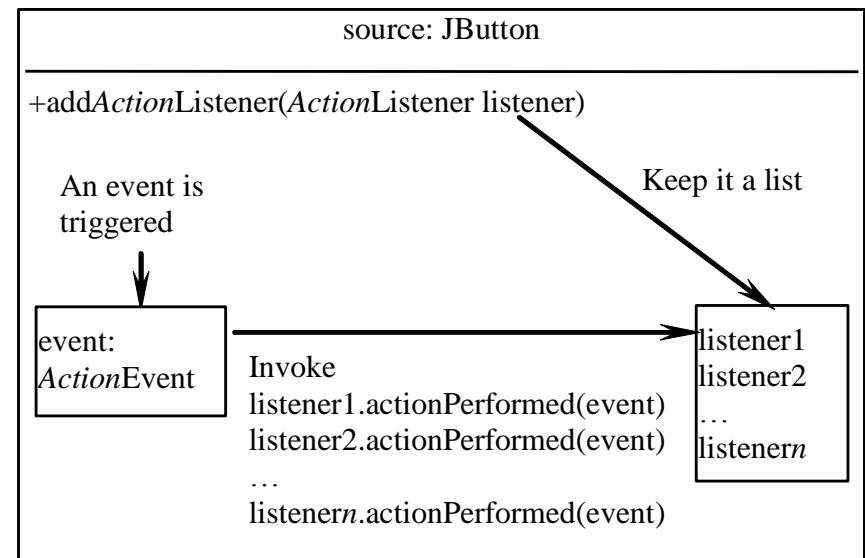 source: JButton
+addActionListener(ActionListener listener)
An event is
triggered
Keep it a list
event:
ActionEvent
Invoke
listener1.actionPerformed(event)
listener2.actionPerformed(event)
…
listenern.actionPerformed(event)
listener1
listener2
…
listenern